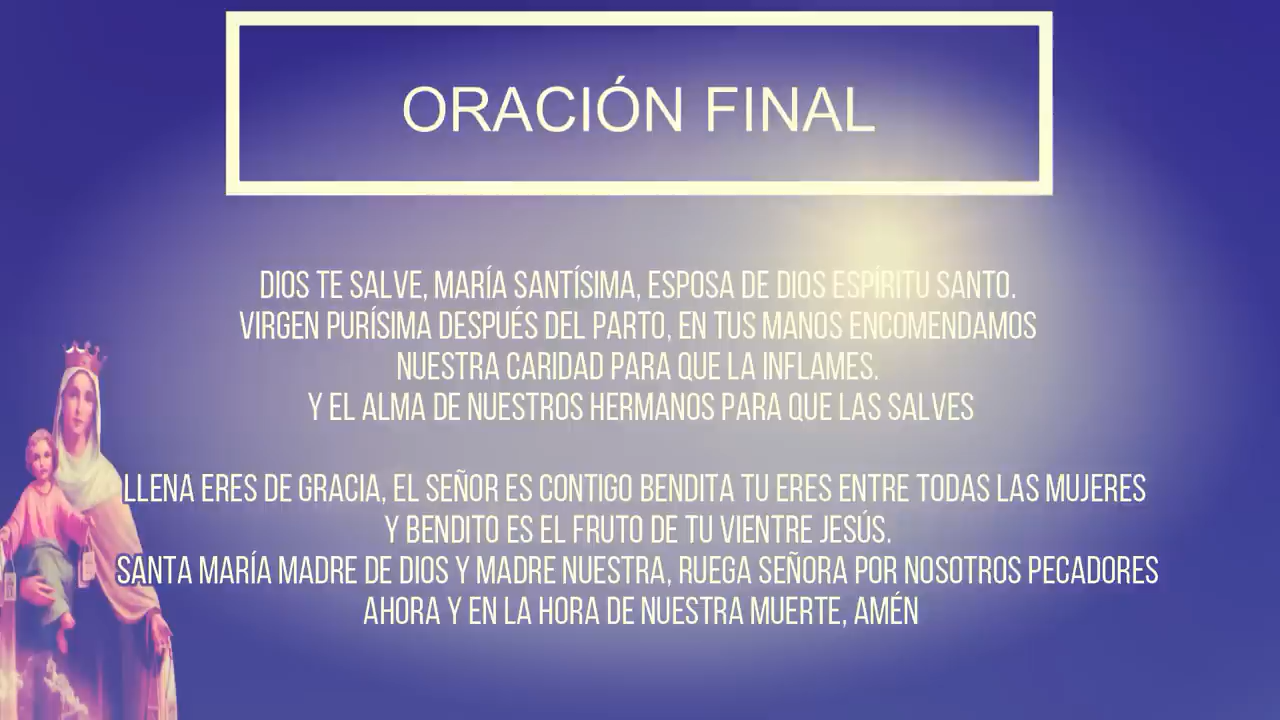 ORACIÓN FINAL
DIOS TE SALVE, MARÍA SANTÍSIMA, ESPOSA DE DIOS ESPÍRITU SANTO.
VIRGEN PURÍSIMA DESPUÉS DEL PARTO, EN TUS MANOS ENCOMENDAMOS
NUESTRA CARIDAD PARA QUE LA INFLAMES.
Y EL ALMA DE NUESTROS HERMANOS PARA QUE LAS SALVES
LLENA ERES DE GRACIA, EL SEÑOR ES CONTIGO BENDITA TU ERES ENTRE TODAS LAS MUJERES
Y BENDITO ES EL FRUTO DE TU VIENTRE JESÚS.
SANTA MARÍA MADRE DE DIOS Y MADRE NUESTRA, RUEGA SEÑORA POR NOSOTROS PECADORES
AHORA Y EN LA HORA DE NUESTRA MUERTE, AMÉN